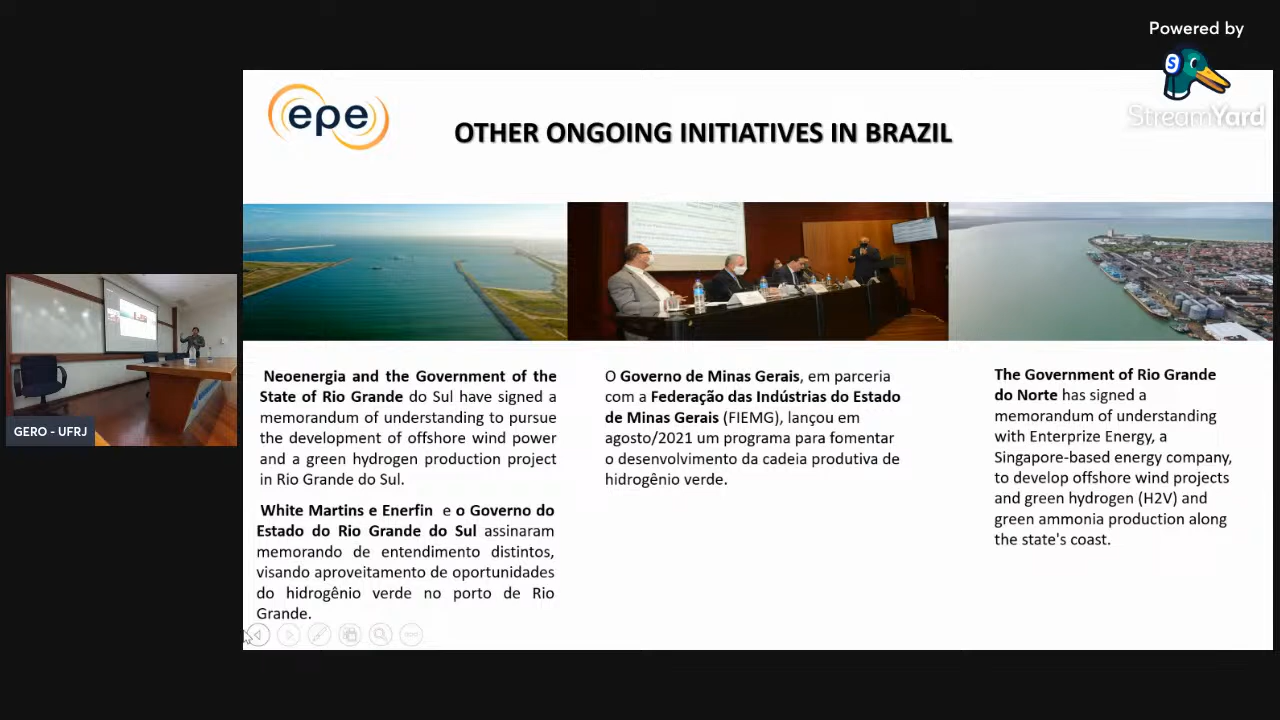 Powered by
S
StreamYard
epe
OTHER ONGOING INITIATIVES IN BRAZIL
GERO - UFRJ
Neoenergia and the Government of the
State of Rio Grande do Sul have signed a
memorandum of understanding to pursue
the development of offshore wind power
and a green hydrogen production project
in Rio Grande do Sul.
White Martins e Enerfin e o Governo do
Estado do Rio Grande do Sul assinaram
memorando de entendimento distintos,
visando aproveitamento de oportunidades
do hidrogênio verde no porto de Rio
Grande.
O Governo de Minas Gerais, em parceria
com a Federação das Indústrias do Estado
de Minas Gerais (FIEMG), lançou em
agosto/2021 um programa para fomentar
o desenvolvimento da cadeia produtiva de
hidrogênio verde.
The Government of Rio Grande
do Norte has signed a
memorandum of understanding
with Enterprize Energy, a
Singapore-based energy company,
to develop offshore wind projects
and green hydrogen (H2V) and
green ammonia production along
the state's coast.